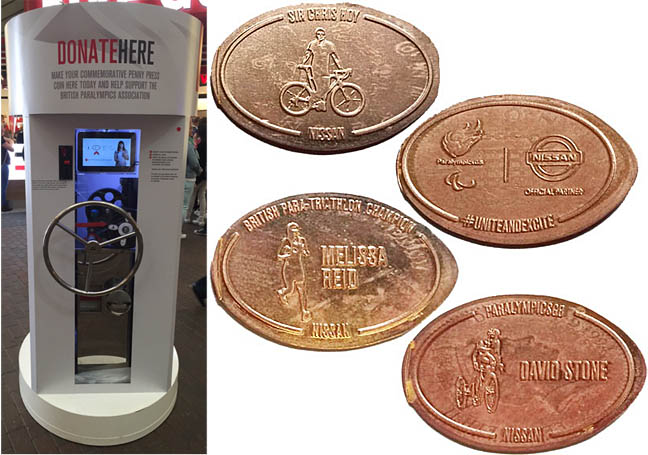 DONATEHERE
MAKE YOUR COMMEMORATIVE PENNY PRESS
COIN HERE TODAY AND HELP SUPPORT THE
BRITISH PARALYMPICS ASSOCIATION
SIR CHRIS HOY
NISSAN
ParalympicsGB
NISSAN
OFFICIAL PARTNER
#UNITEANDEXCITE
BRITISH PARA-TRIATHLON CHAMPION
MELISSA
REID
NISSAN
PARALYMPICSGB
DAVID STONE
NISSAN